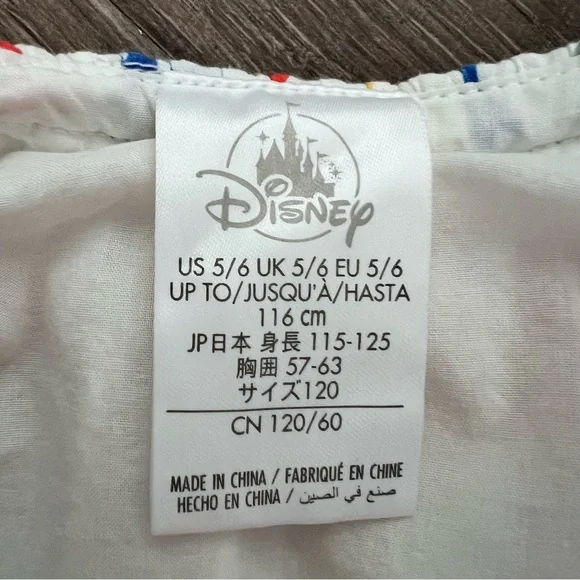 Disney
US 5/6 UK 5/6 EU 5/6
UP TO/JUSQU'À/HASTA
116 cm
JP日本 身長 115-125
胸囲 57-63
サイズ120
CN 120/60
MADE IN CHINA / FABRIQUÉ EN CHINE
HECHO EN CHINA / صنع في الصين